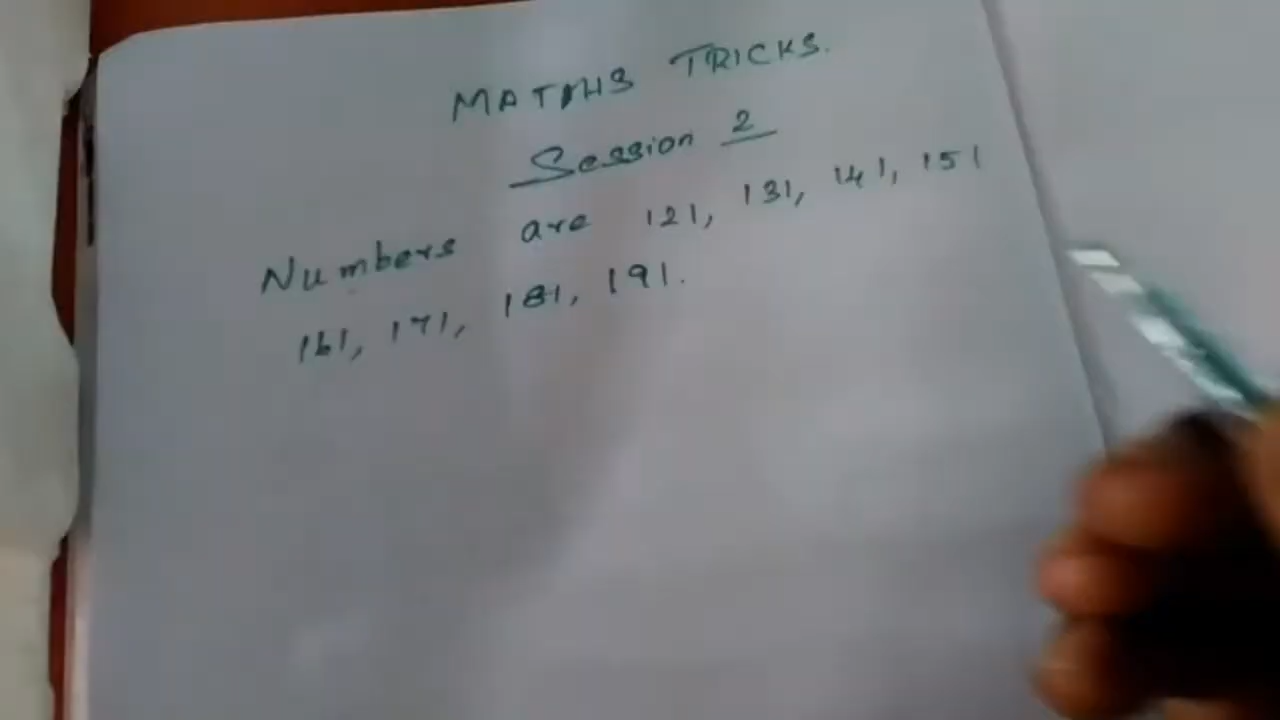 MATHS TRICKS.
Session 2
Numbers are 121, 131, 141, 151
161, 171, 181, 191.